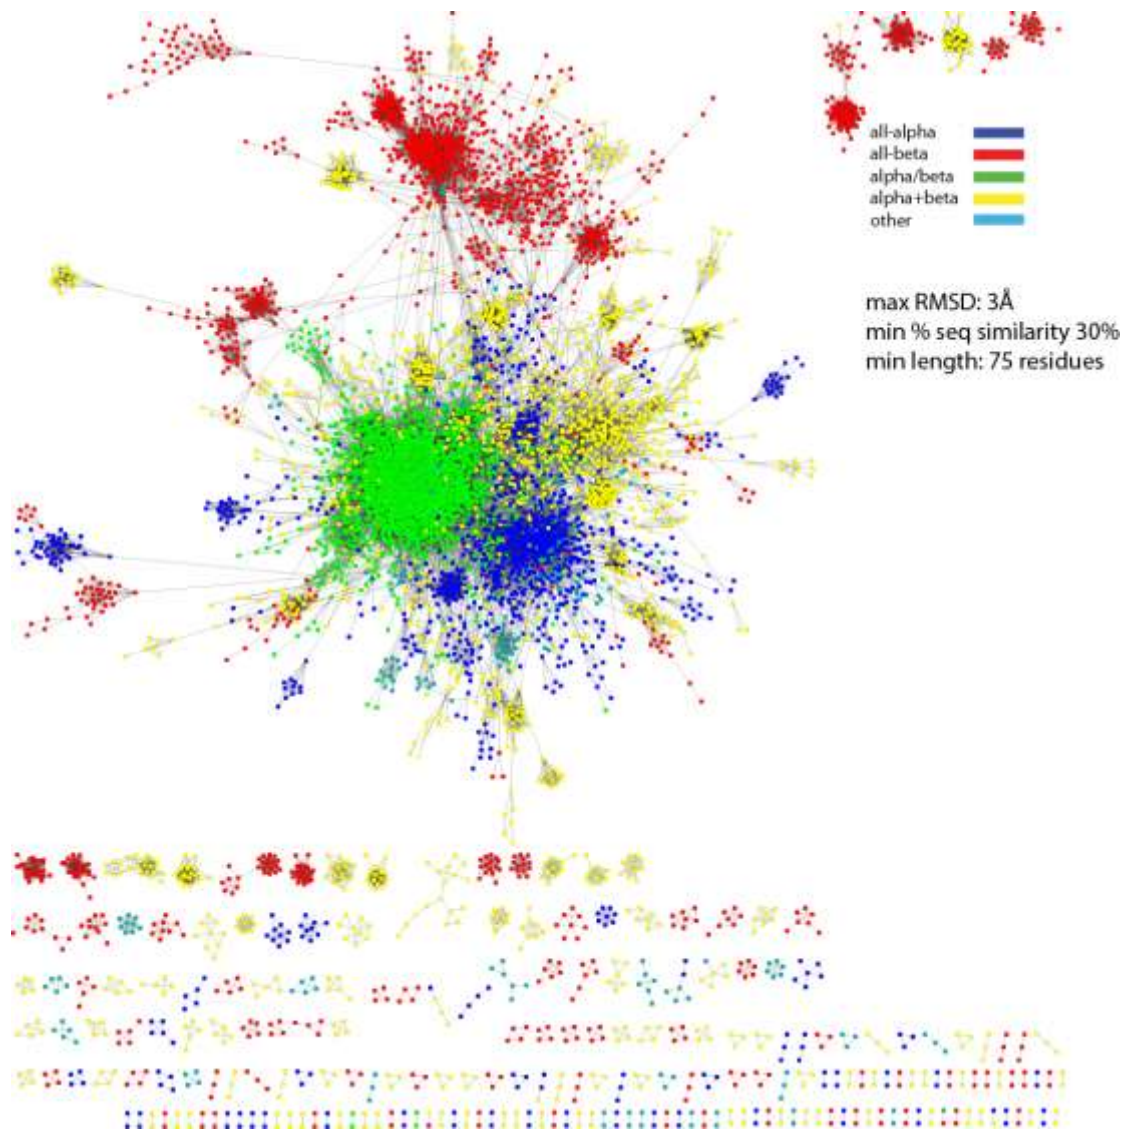 all-alpha
all-beta
alpha/beta
alpha+beta
other
max RMSD: 3Å
min % seq similarity 30%
min length: 75 residues